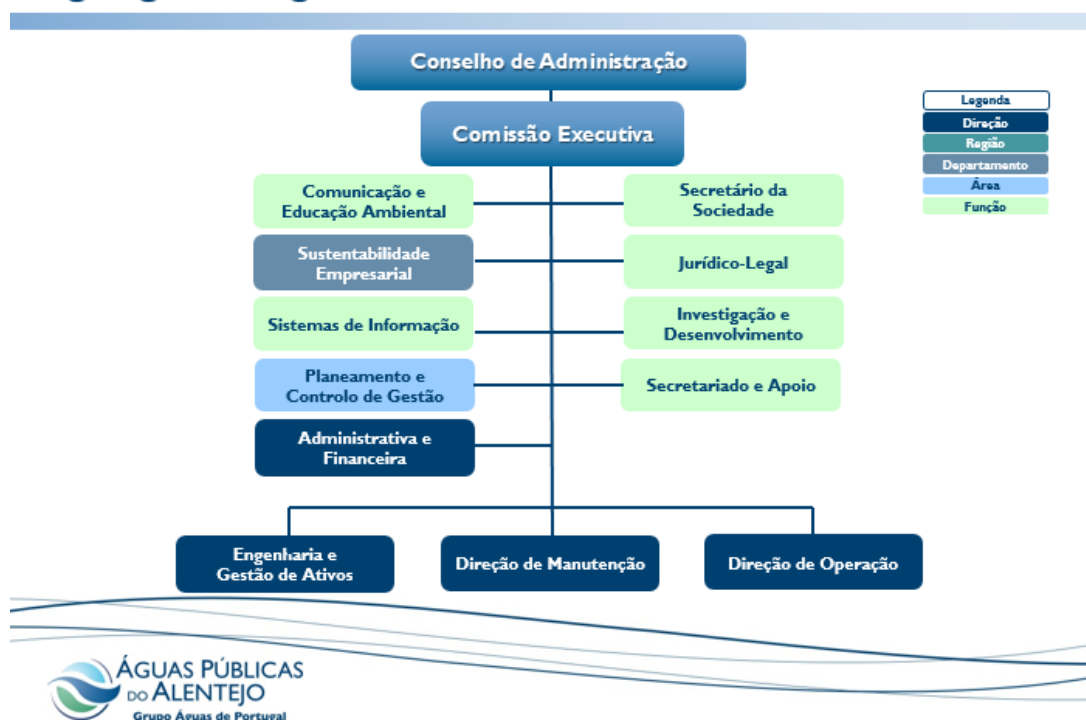 Conselho de Administração
Comissão Executiva
Legenda
Direção
Região
Departamento
Área
Função
Comunicação e
Educação Ambiental
Secretário da
Sociedade
Sustentabilidade
Empresarial
Jurídico-Legal
Sistemas de Informação
Investigação e
Desenvolvimento
Planeamento e
Controlo de Gestão
Secretariado e Apoio
Administrativa e
Financeira
Engenharia e
Gestão de Ativos
Direção de Manutenção
Direção de Operação
ÁGUAS PÚBLICAS
DO ALENTEJO
Grupo Águas de Portugal